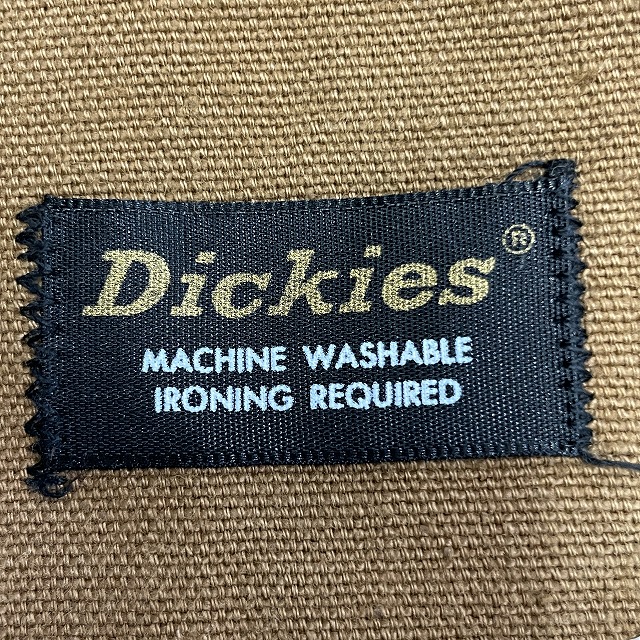 Dickies®
MACHINE WASHABLE
IRONING REQUIRED